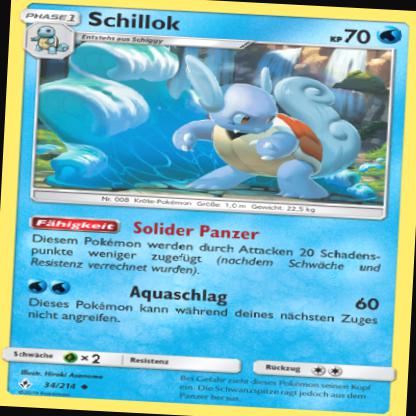 PHASE 1
Schillok
KP 70
Entsteht aus Schiggy
Nr. 008 Kröte-Pokémon Größe: 1,0 m Gewicht: 22,5 kg
Fähigkeit Solider Panzer
Diesem Pokémon werden durch Attacken 20 Schadens-
punkte weniger zugefügt (nachdem Schwäche und
Resistenz verrechnet wurden).
Aquaschlag 60
Dieses Pokémon kann während deines nächsten Zuges
nicht angreifen.
Schwäche ×2 Resistenz Rückzug
Illustr. Hiroki Asanuma
34/214
Bei Gefahr zieht dieses Pokémon seinen Kopf
ein. Die Schwanzspitze ragt jedoch aus dem
Panzer heraus.